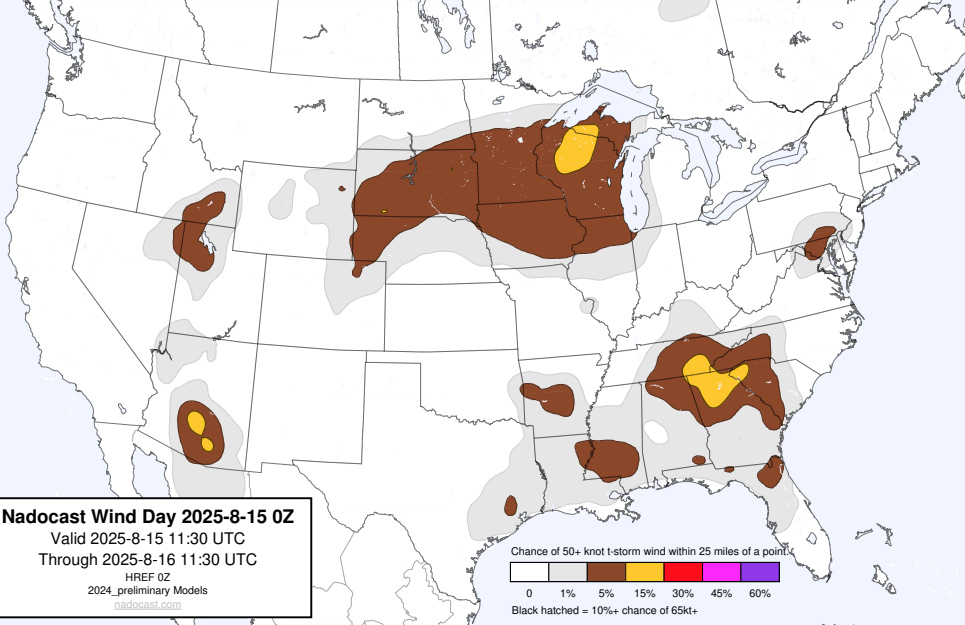 Nadocast Wind Day 2025-8-15 0Z
Valid 2025-8-15 11:30 UTC
Through 2025-8-16 11:30 UTC
HREF 0Z
2024_preliminary Models
nadocast.com
Chance of 50+ knot t-storm wind within 25 miles of a point.
0 1% 5% 15% 30% 45% 60%
Black hatched = 10%+ chance of 65kt+